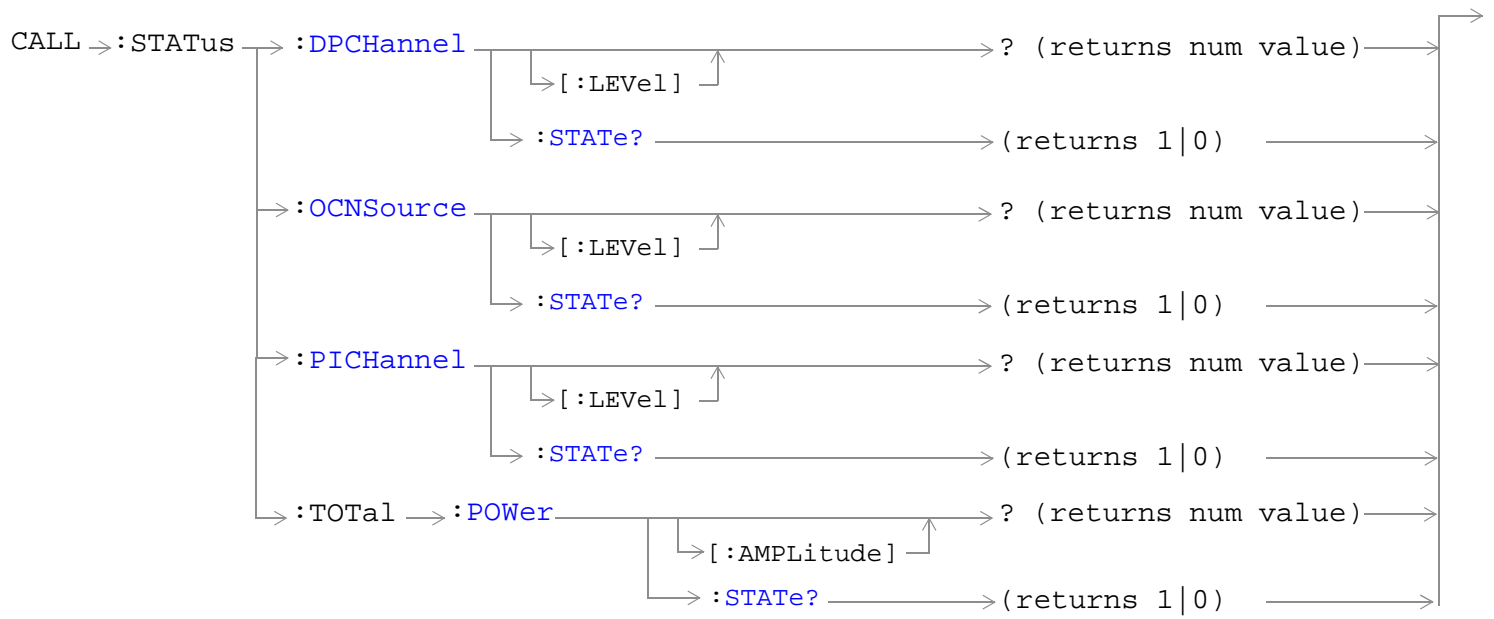 CALL :STATus :DPCHannel ? (returns num value)
[:LEVel]
:STATe? (returns 1|0)
:OCNSource ? (returns num value)
[:LEVel]
:STATe? (returns 1|0)
:PICHannel ? (returns num value)
[:LEVel]
:STATe? (returns 1|0)
:TOTal :POWer ? (returns num value)
[:AMPLitude]
:STATe? (returns 1|0)